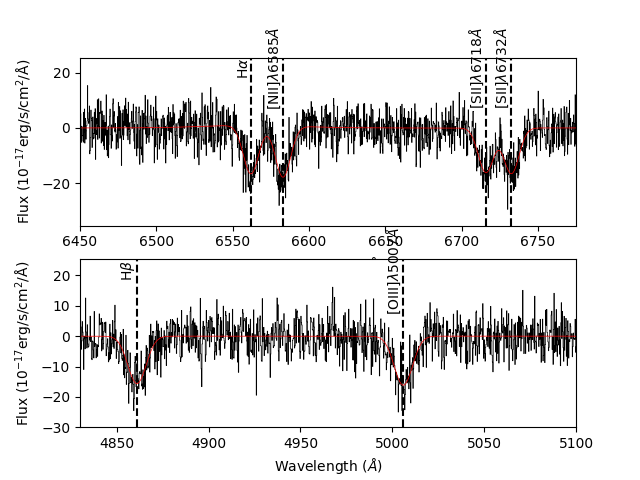 Hα
[NII]λ6585Å
[SII]λ6718Å
[SII]λ6732Å
20
0
−20
Flux (10⁻¹⁷erg/s/cm²/Å)
6450 6500 6550 6600 6650 6700 6750
Hβ
[OIII]λ5007Å
20
10
0
−10
−20
−30
Flux (10⁻¹⁷erg/s/cm²/Å)
4850 4900 4950 5000 5050 5100
Wavelength (Å)